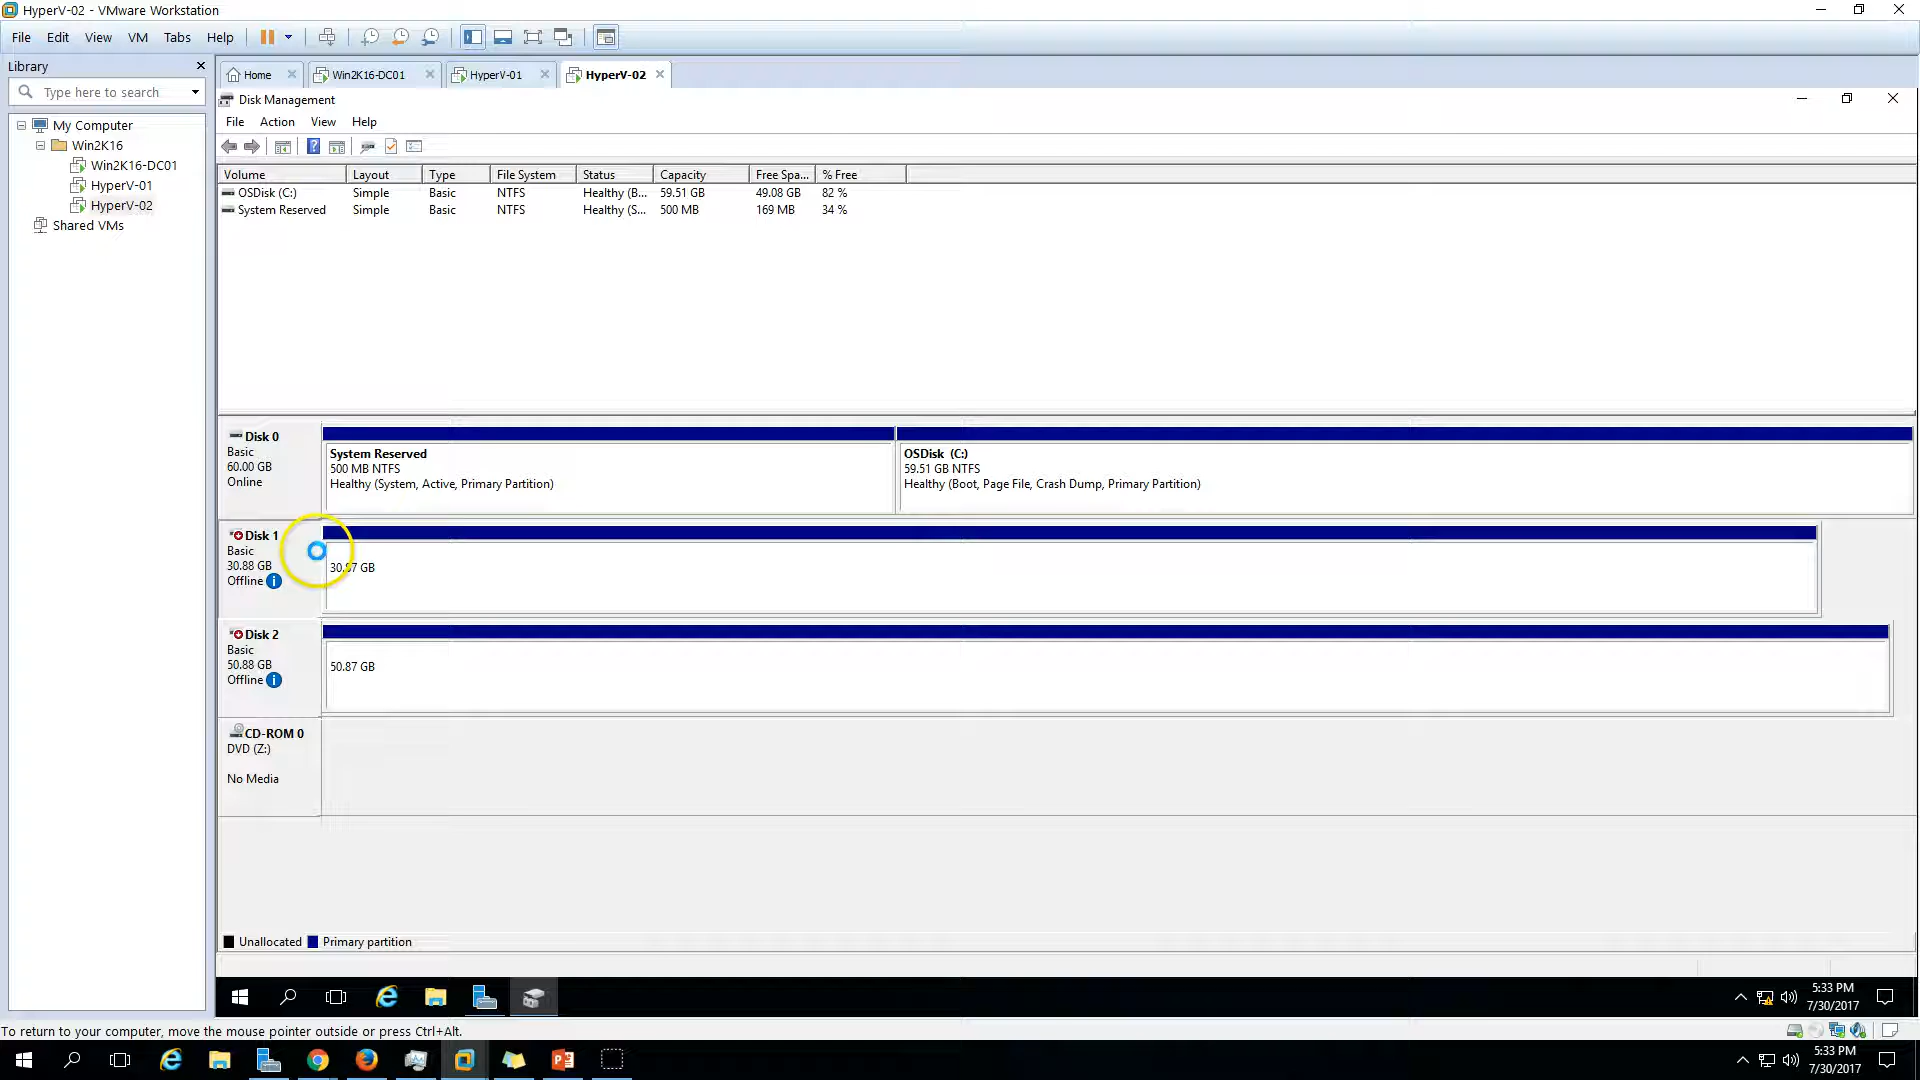 HyperV-02 - VMware Workstation
File Edit View VM Tabs Help
Library
Type here to search
My Computer
Win2K16
Win2K16-DC01
HyperV-01
HyperV-02
Shared VMs
Home Win2K16-DC01 HyperV-01 HyperV-02
Disk Management
File Action View Help
Volume Layout Type File System Status Capacity Free Spa... % Free
OSDisk (C:) Simple Basic NTFS Healthy (B... 59.51 GB 49.08 GB 82 %
System Reserved Simple Basic NTFS Healthy (S... 500 MB 169 MB 34 %
Disk 0
Basic
60.00 GB
Online
System Reserved
500 MB NTFS
Healthy (System, Active, Primary Partition)
OSDisk (C:)
59.51 GB NTFS
Healthy (Boot, Page File, Crash Dump, Primary Partition)
Disk 1
Basic
30.88 GB
Offline
30.87 GB
Disk 2
Basic
50.88 GB
Offline
50.87 GB
CD-ROM 0
DVD (Z:)
No Media
Unallocated Primary partition
5:33 PM
7/30/2017
To return to your computer, move the mouse pointer outside or press Ctrl+Alt.
5:33 PM
7/30/2017